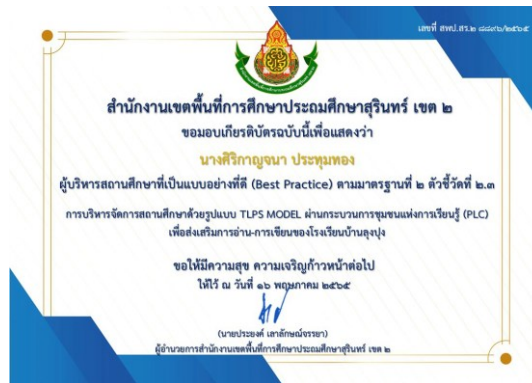 เลขที่ สพป.สร.๒ ๘๘๙๖/๒๕๖๕
สำนักงานเขตพื้นที่การศึกษาประถมศึกษาสุรินทร์ เขต ๒
ขอมอบเกียรติบัตรฉบับนี้เพื่อแสดงว่า
นางศิริกาญจนา ประทุมทอง
ผู้บริหารสถานศึกษาที่เป็นแบบอย่างที่ดี (Best Practice) ตามมาตรฐานที่ ๒ ตัวชี้วัดที่ ๒.๓
การบริหารจัดการสถานศึกษาด้วยรูปแบบ TLPS MODEL ผ่านกระบวนการชุมชนแห่งการเรียนรู้ (PLC)
เพื่อส่งเสริมการอ่าน-การเขียนของโรงเรียนบ้านลุงปุง
ขอให้มีความสุข ความเจริญก้าวหน้าต่อไป
ให้ไว้ ณ วันที่ ๑๖ พฤษภาคม ๒๕๖๕
(นายประยงค์ เลาลักษณ์จรรยา)
ผู้อำนวยการสำนักงานเขตพื้นที่การศึกษาประถมศึกษาสุรินทร์ เขต ๒